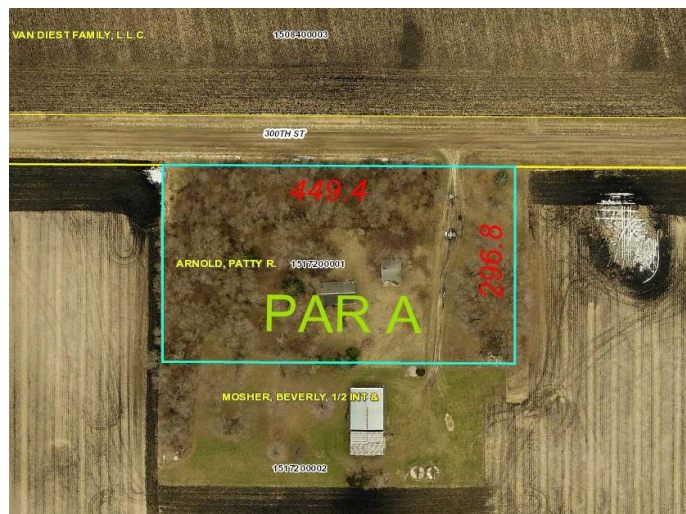 VAN DIEST FAMILY, L.L.C.
1508400003
300TH ST
449.4
296.8
ARNOLD, PATTY R.
1517200001
PAR A
MOSHER, BEVERLY, 1/2 INT &
1517200002